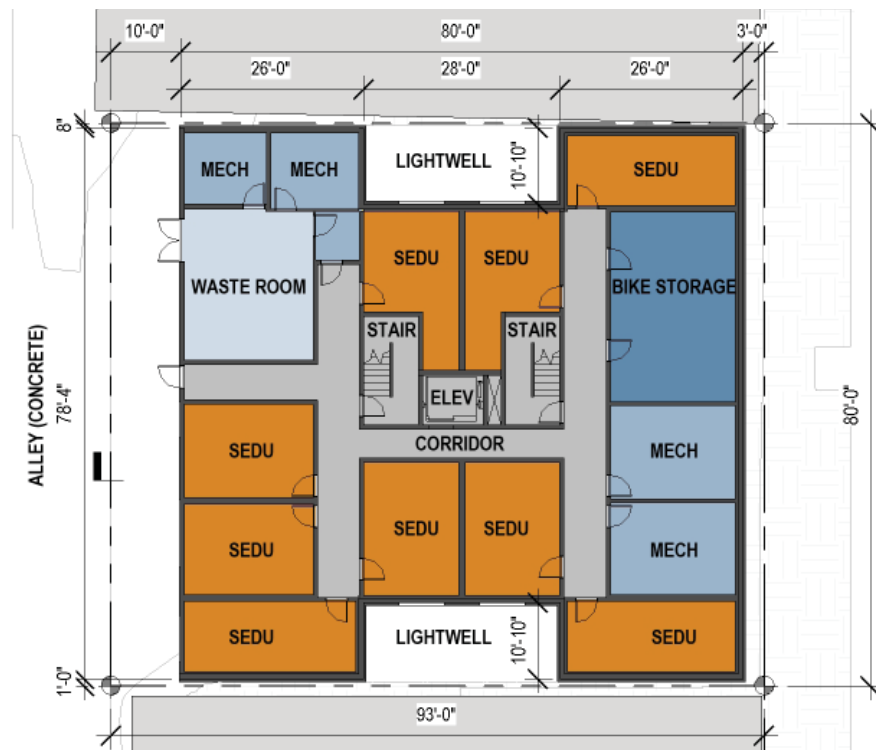 10'-0"
80'-0"
3'-0"
26'-0"
28'-0"
26'-0"
8"
MECH
MECH
LIGHTWELL
10'-10"
SEDU
SEDU
SEDU
WASTE ROOM
BIKE STORAGE
STAIR
STAIR
ELEV
ALLEY (CONCRETE)
78'-4"
80'-0"
CORRIDOR
SEDU
MECH
SEDU
SEDU
SEDU
MECH
SEDU
LIGHTWELL
10'-10"
SEDU
1'-0"
93'-0"